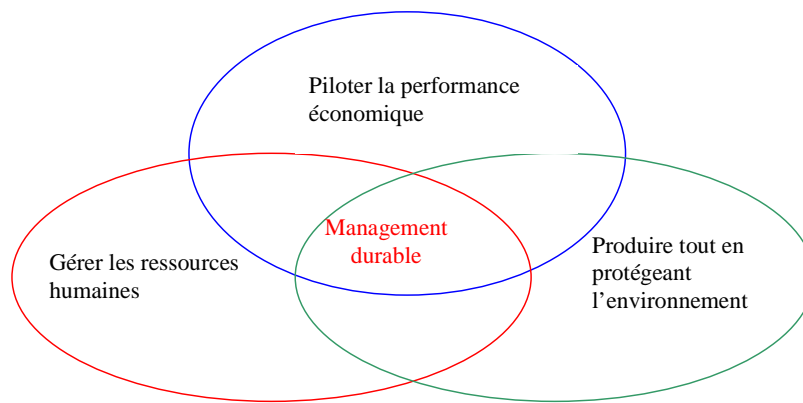 Piloter la performance
économique
Management
durable
Gérer les ressources
humaines
Produire tout en
protégeant
l’environnement